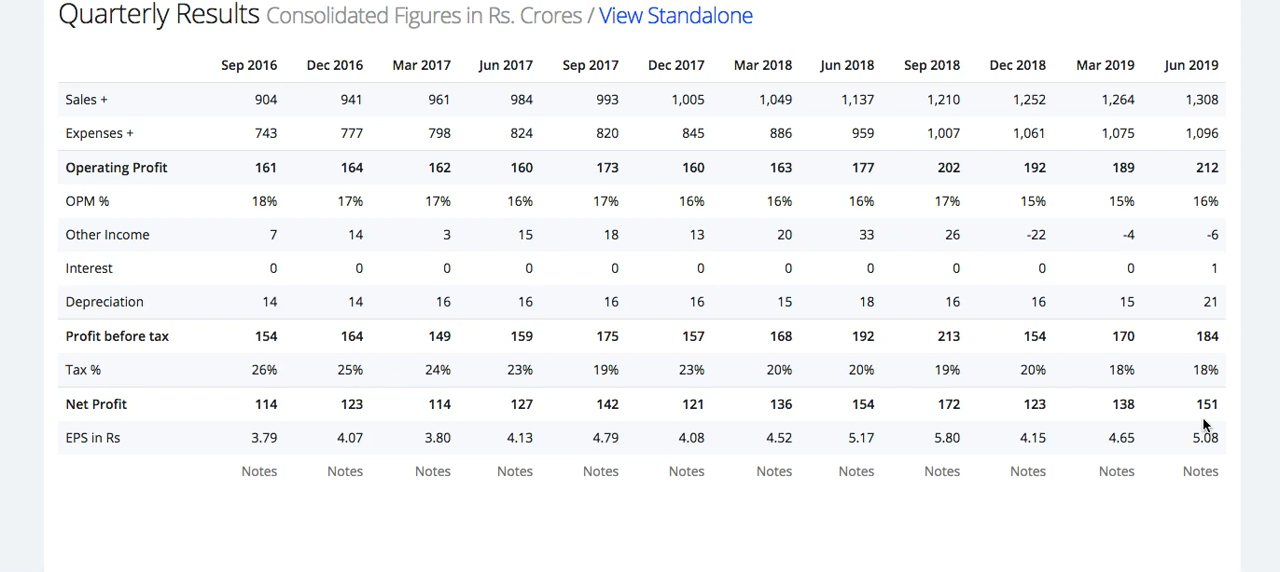 Quarterly Results Consolidated Figures in Rs. Crores / View Standalone
Sep 2016 Dec 2016 Mar 2017 Jun 2017 Sep 2017 Dec 2017 Mar 2018 Jun 2018 Sep 2018 Dec 2018 Mar 2019 Jun 2019
Sales + 904 941 961 984 993 1,005 1,049 1,137 1,210 1,252 1,264 1,308
Expenses + 743 777 798 824 820 845 886 959 1,007 1,061 1,075 1,096
Operating Profit 161 164 162 160 173 160 163 177 202 192 189 212
OPM % 18% 17% 17% 16% 17% 16% 16% 16% 17% 15% 15% 16%
Other Income 7 14 3 15 18 13 20 33 26 -22 -4 -6
Interest 0 0 0 0 0 0 0 0 0 0 0 1
Depreciation 14 14 16 16 16 16 15 18 16 16 15 21
Profit before tax 154 164 149 159 175 157 168 192 213 154 170 184
Tax % 26% 25% 24% 23% 19% 23% 20% 20% 19% 20% 18% 18%
Net Profit 114 123 114 127 142 121 136 154 172 123 138 151
EPS in Rs 3.79 4.07 3.80 4.13 4.79 4.08 4.52 5.17 5.80 4.15 4.65 5.08
Notes Notes Notes Notes Notes Notes Notes Notes Notes Notes Notes Notes